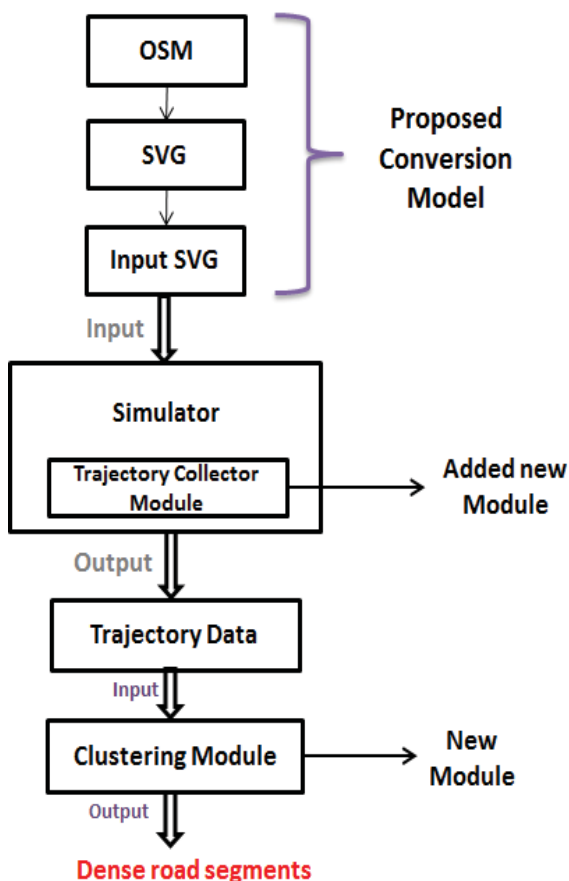 OSM
SVG
Input SVG
Proposed
Conversion
Model
Input
Simulator
Trajectory Collector
Module
Added new
Module
Output
Trajectory Data
Input
Clustering Module
New
Module
Output
Dense road segments